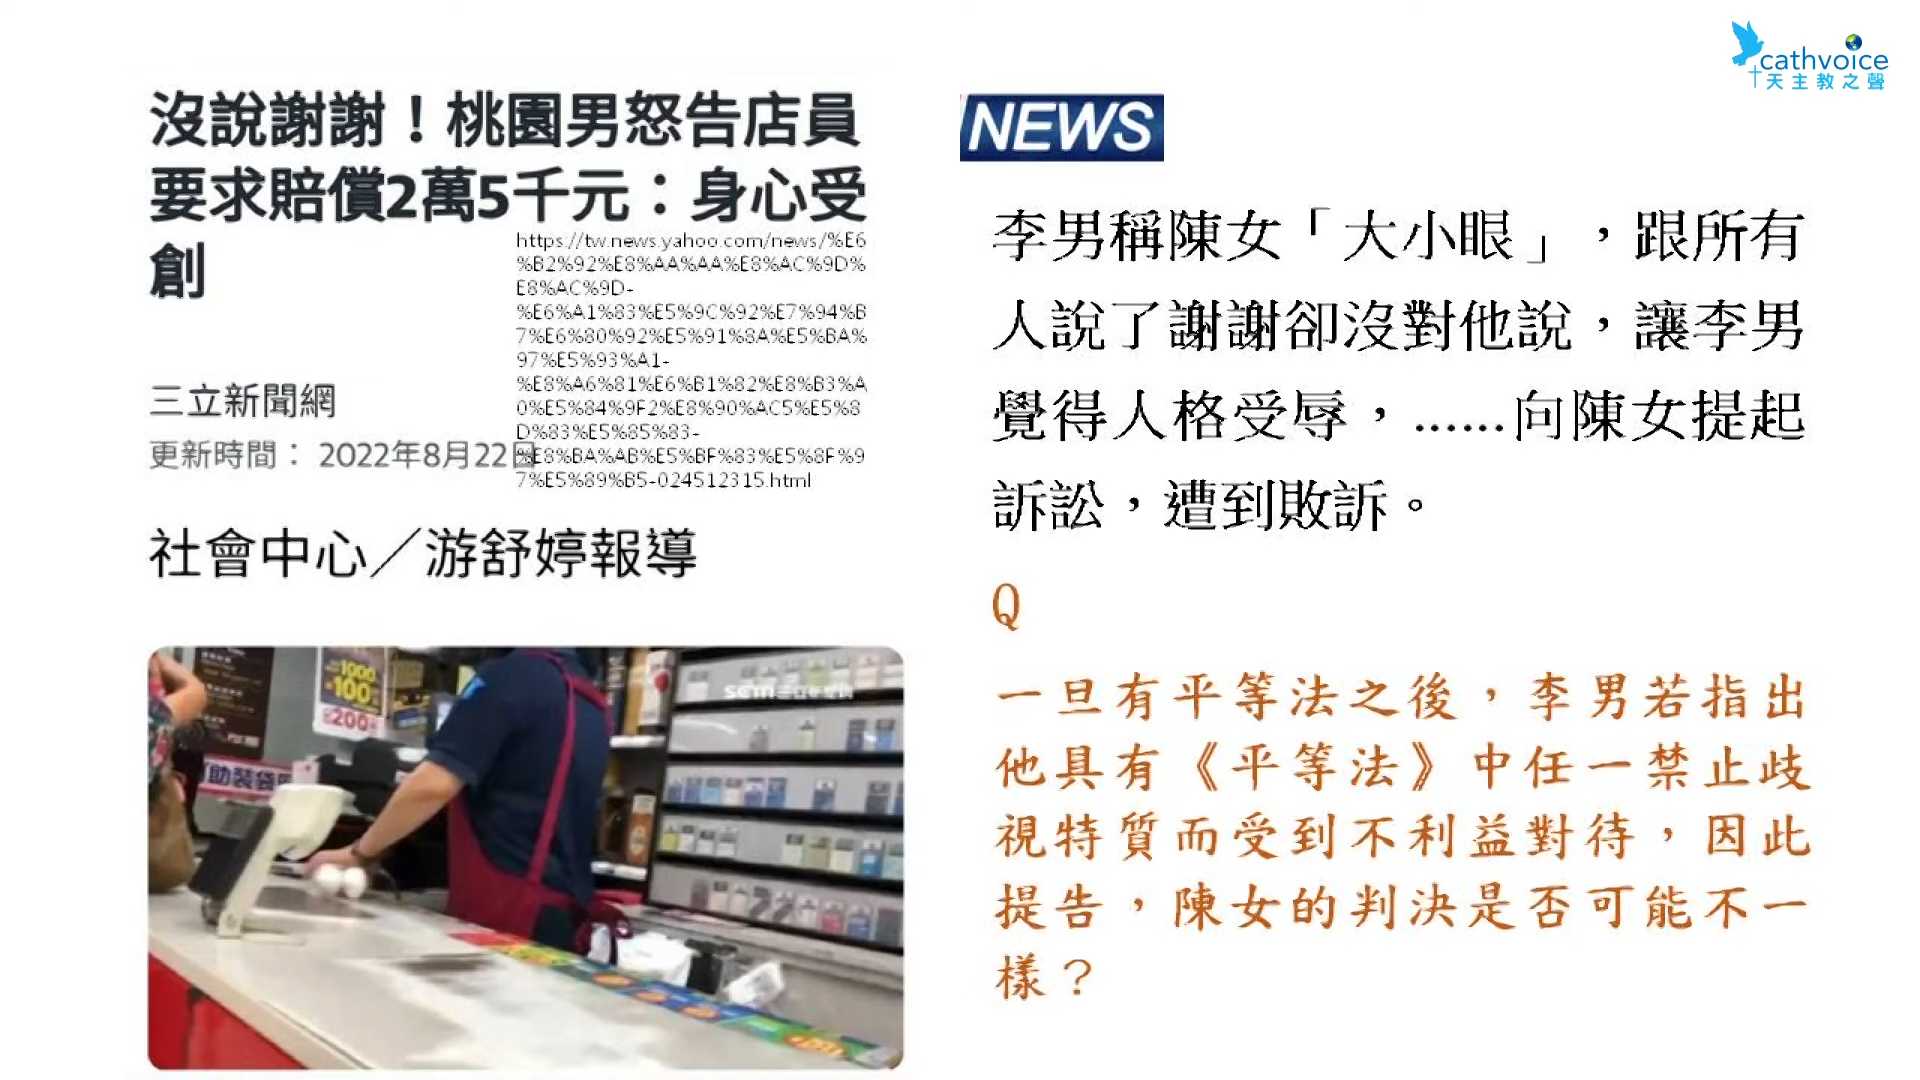 cathvoice
天主教之聲
沒說謝謝！桃園男怒告店員
要求賠償2萬5千元：身心受
創
https://tw.news.yahoo.com/news/%E6
%B2%92%E8%AA%AA%E8%AC%9D%
E8%AC%9D-
%E6%A1%83%E5%9C%92%E7%94%B
7%E6%80%92%E5%91%8A%E5%BA%
97%E5%93%A1-
%E8%A6%81%E6%B1%82%E8%B3%A
0%E5%84%9F2%E8%90%AC5%E5%8
D%83%E5%85%83-
%E8%BA%AB%E5%BF%83%E5%8F%9
7%E5%89%B5-024512315.html
三立新聞網
更新時間： 2022年8月22日
社會中心／游舒婷報導
1000
100
200
助裝袋
NEWS
李男稱陳女「大小眼」，跟所有
人說了謝謝卻沒對他說，讓李男
覺得人格受辱，……向陳女提起
訴訟，遭到敗訴。
Q
一旦有平等法之後，李男若指出
他具有《平等法》中任一禁止歧
視特質而受到不利益對待，因此
提告，陳女的判決是否可能不一
樣？